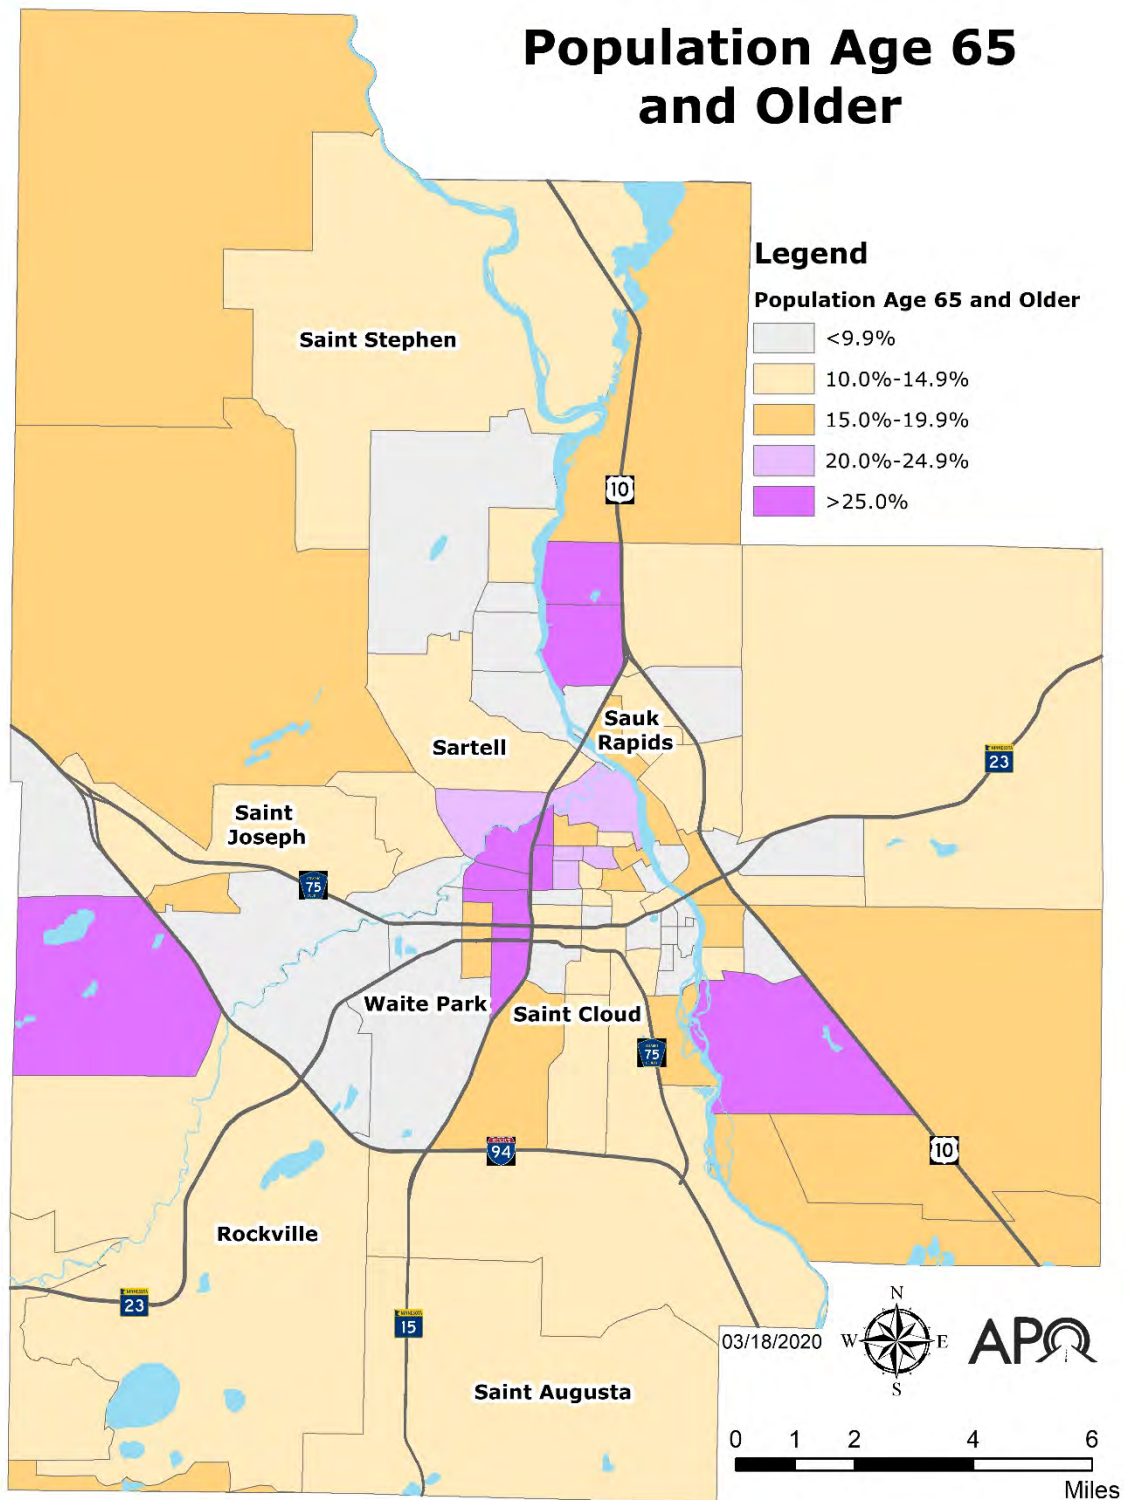 Population Age 65
and Older
Legend
Population Age 65 and Older
<9.9%
10.0%-14.9%
15.0%-19.9%
20.0%-24.9%
>25.0%
Saint Stephen
10
Sauk
Rapids
Sartell
MINNESOTA
23
Saint
Joseph
75
Waite Park
Saint Cloud
75
94
10
Rockville
MINNESOTA
23
MINNESOTA
15
Saint Augusta
03/18/2020
N
W
E
S
APO
0 1 2 4 6
Miles